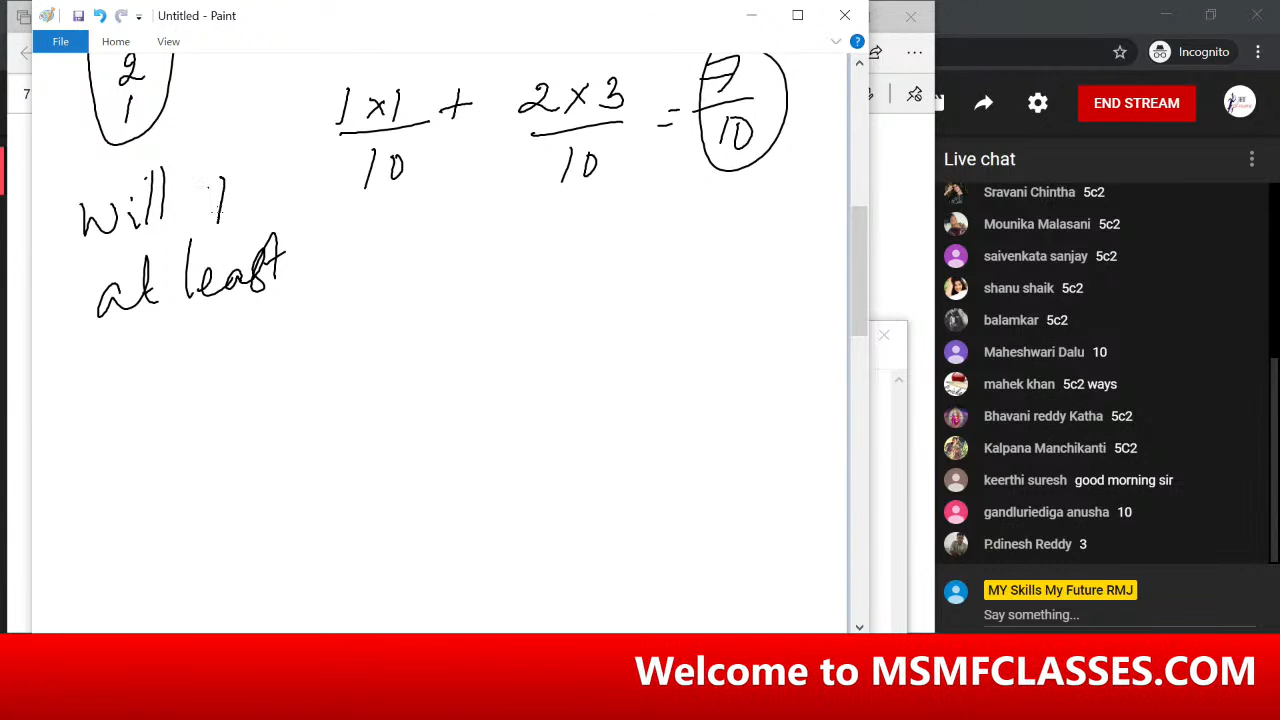 Untitled - Paint
File
Home
View
?
2
1
1x1 + 2 x 3 = 7
10 10 10
Will
at least
7
Incognito
END STREAM
Live chat
Sravani Chintha 5c2
Mounika Malasani 5c2
saivenkata sanjay 5c2
shanu shaik 5c2
balamkar 5c2
Maheshwari Dalu 10
mahek khan 5c2 ways
Bhavani reddy Katha 5c2
Kalpana Manchikanti 5C2
keerthi suresh good morning sir
gandluriediga anusha 10
P.dinesh Reddy 3
MY Skills My Future RMJ
Say something...
Welcome to MSMFCLASSES.COM